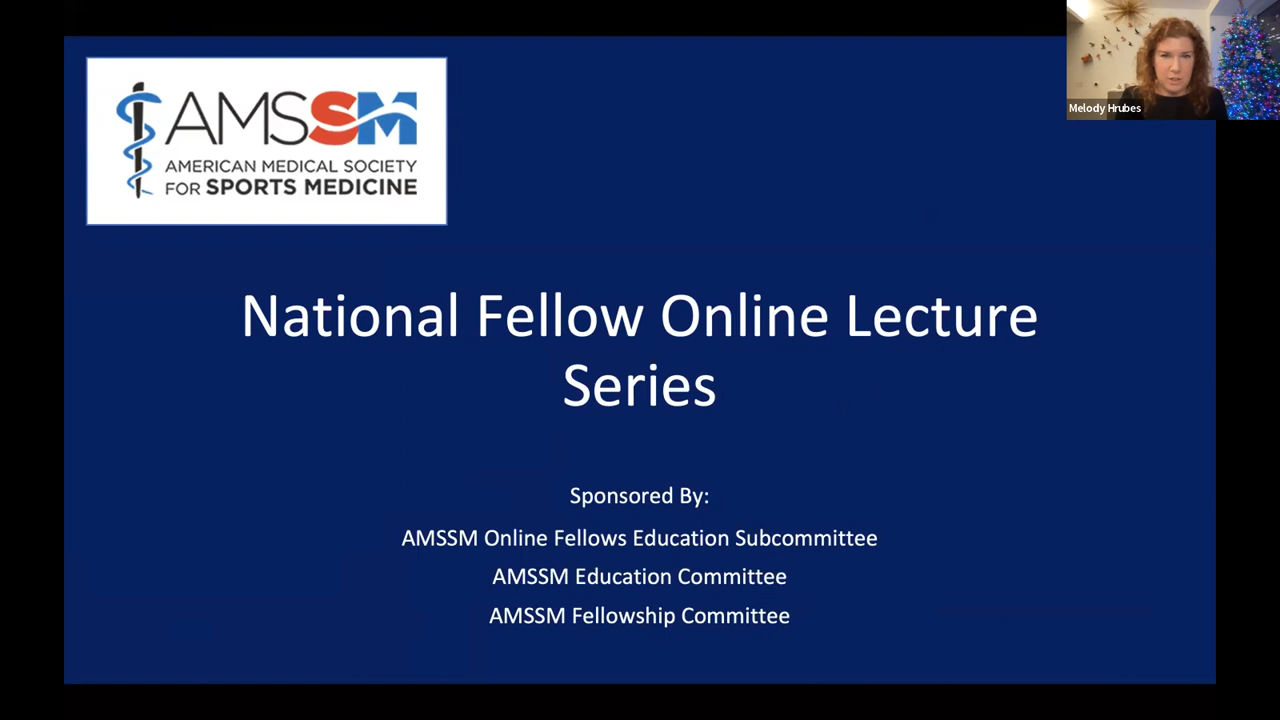 AMSSM
AMERICAN MEDICAL SOCIETY
FOR SPORTS MEDICINE
Melody Hrubes
National Fellow Online Lecture
Series
Sponsored By:
AMSSM Online Fellows Education Subcommittee
AMSSM Education Committee
AMSSM Fellowship Committee